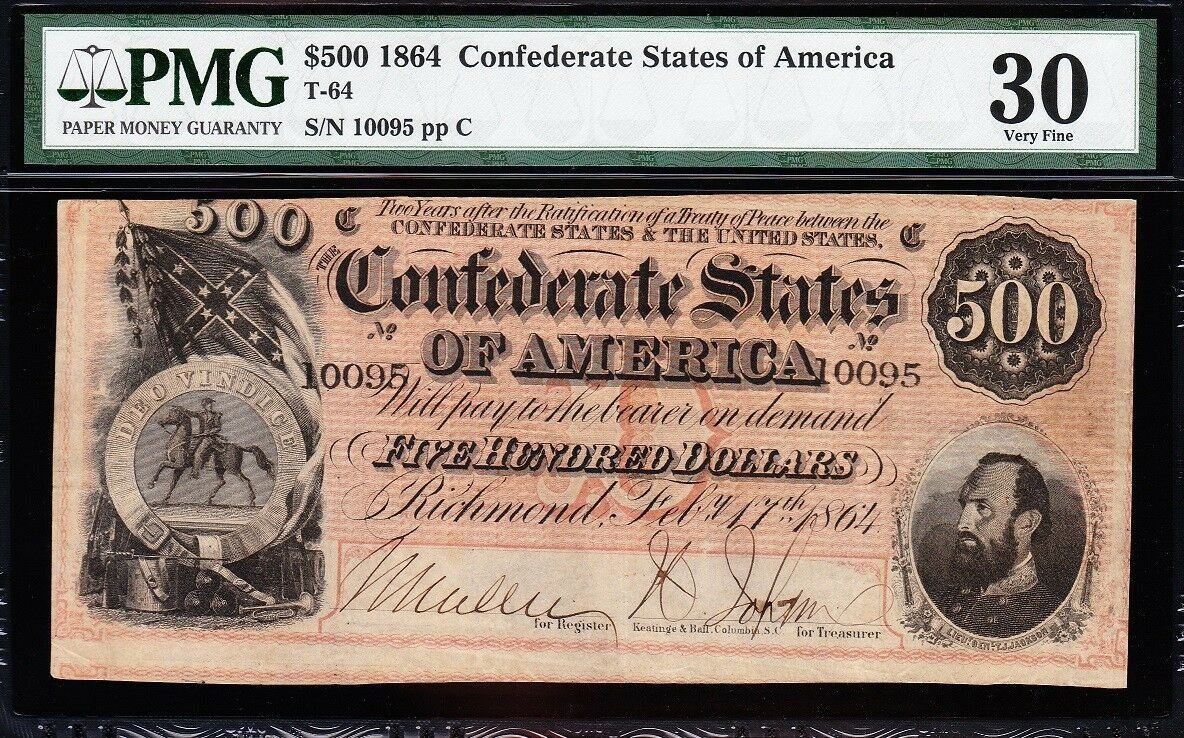 $500 1864 Confederate States of America
PMG
T-64
PAPER MONEY GUARANTY
S/N 10095 pp C
30
Very Fine
500
C
Two Years after the Ratification of a Treaty of Peace between the
CONFEDERATE STATES & THE UNITED STATES.
C
THE
Confederate States
500
No
OF AMERICA
No
10095
10095
DEO VINDICE
Will pay to the bearer on demand
FIVE HUNDRED DOLLARS
Richmond, Feby. 17th 1864
for Register
Keatinge & Ball, Columbia, S.C.
for Treasurer
LIEUT. GEN. T.J. JACKSON